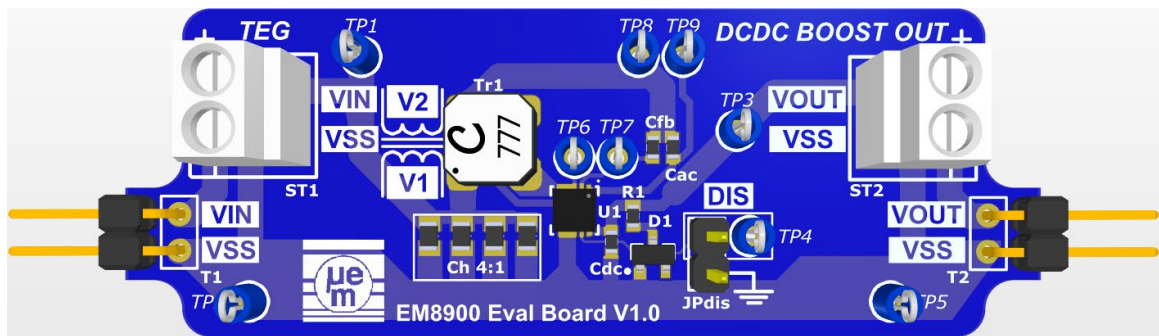 TEG
TP1
TP8
TP9
DCDC BOOST OUT
+
+
Tr1
VIN
V2
C
777
TP3
VOUT
Cfb
VSS
TP6
TP7
VSS
V1
Cac
ST1
R1
DIS
ST2
VIN
U1
D1
VOUT
TP4
VSS
VSS
T1
Ch 4:1
Cdc
T2
µem
JPdis
TP
EM8900 Eval Board V1.0
TP5